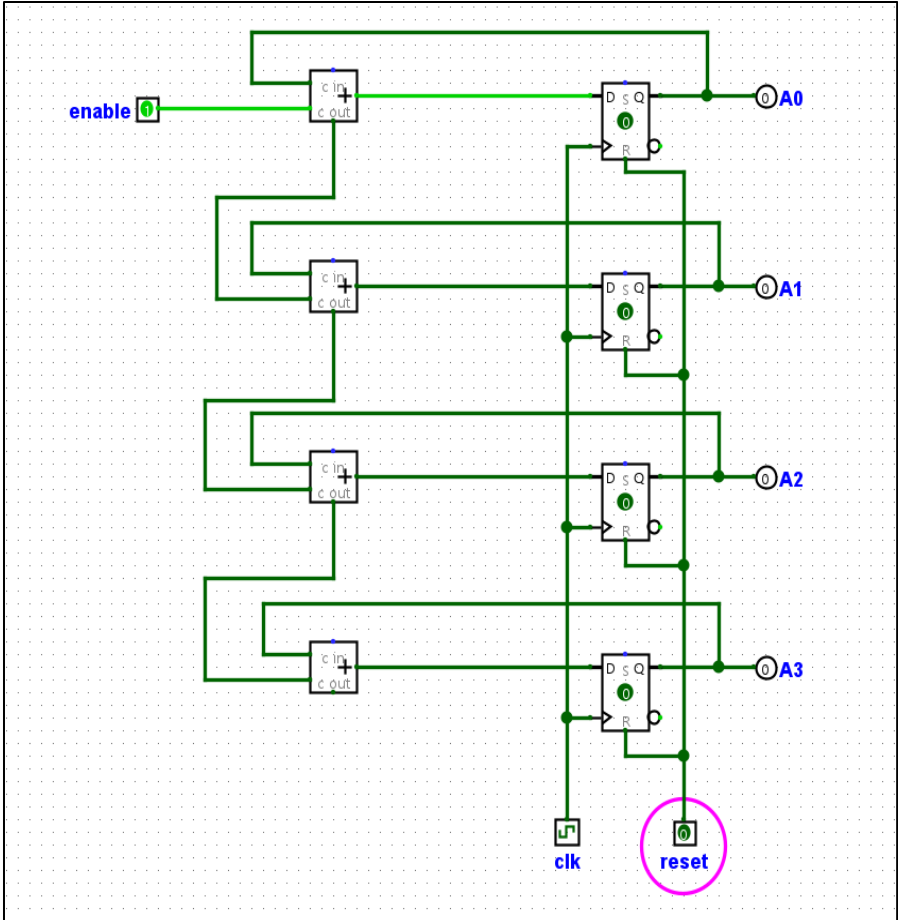 c in
+
c out
enable 1
D S Q
0
R
0 A0
c in
+
c out
D S Q
0
R
0 A1
c in
+
c out
D S Q
0
R
0 A2
c in
+
c out
D S Q
0
R
0 A3
0
clk
reset